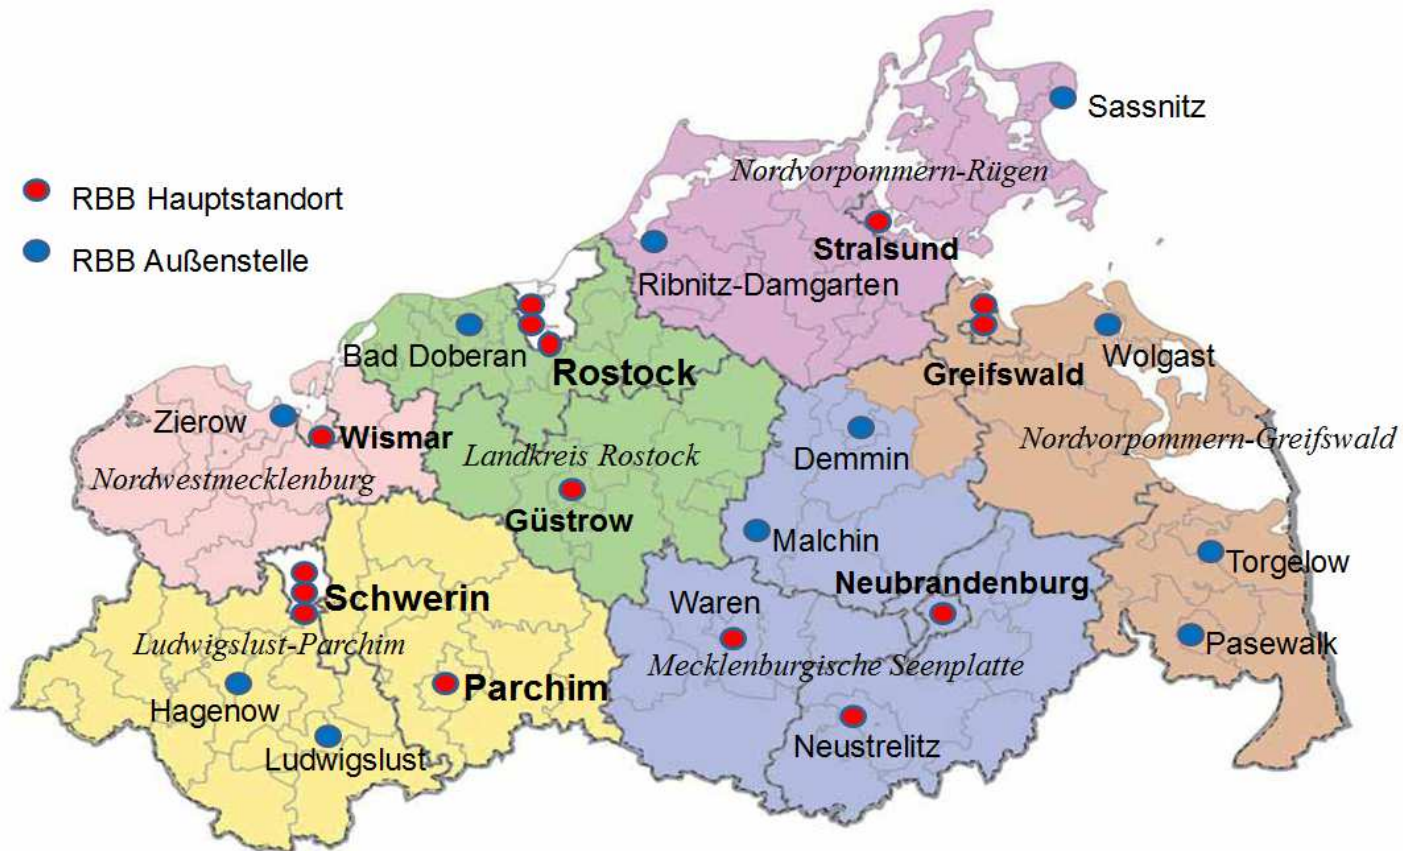 Sassnitz
Nordvorpommern-Rügen
RBB Hauptstandort
RBB Außenstelle
Stralsund
Ribnitz-Damgarten
Bad Doberan
Rostock
Greifswald
Wolgast
Zierow
Wismar
Nordwestmecklenburg
Landkreis Rostock
Güstrow
Demmin
Nordvorpommern-Greifswald
Malchin
Torgelow
Neubrandenburg
Schwerin
Waren
Ludwigslust-Parchim
Mecklenburgische Seenplatte
Pasewalk
Parchim
Hagenow
Neustrelitz
Ludwigslust